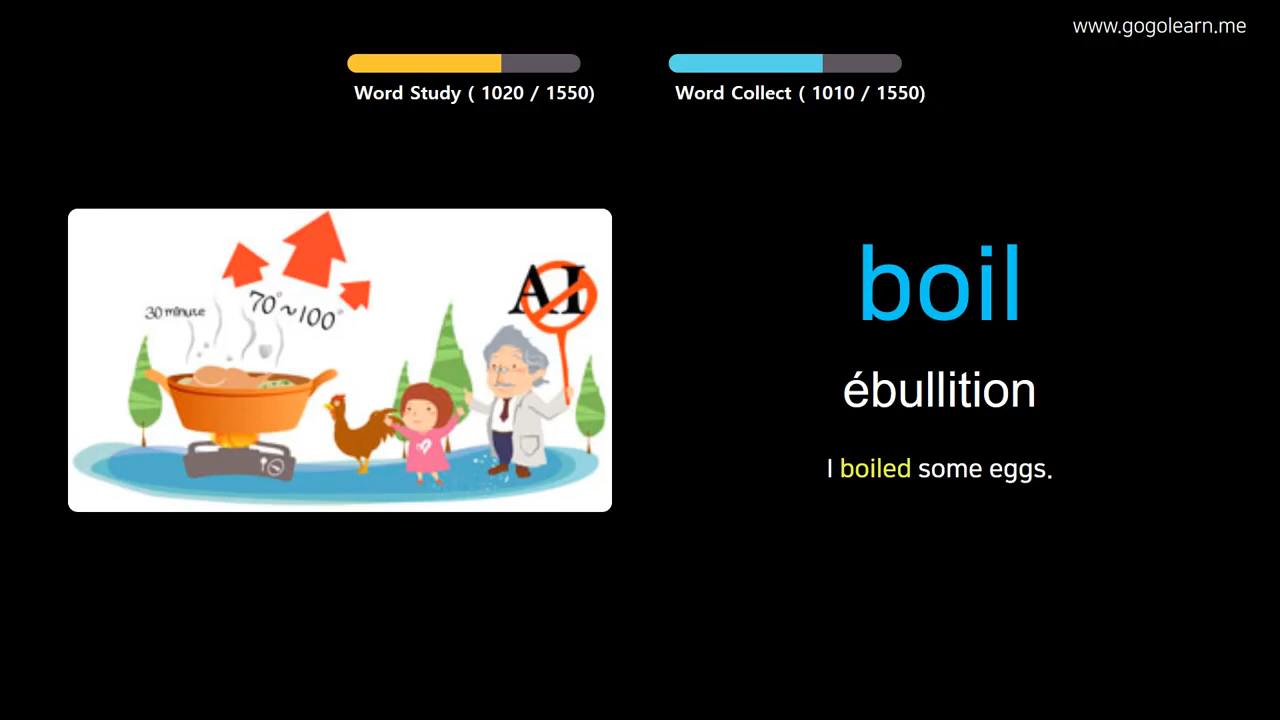 www.gogolearn.me
Word Study ( 1020 / 1550)
Word Collect ( 1010 / 1550)
30 minute
70°~100°
AI
boil
ébullition
I boiled some eggs.